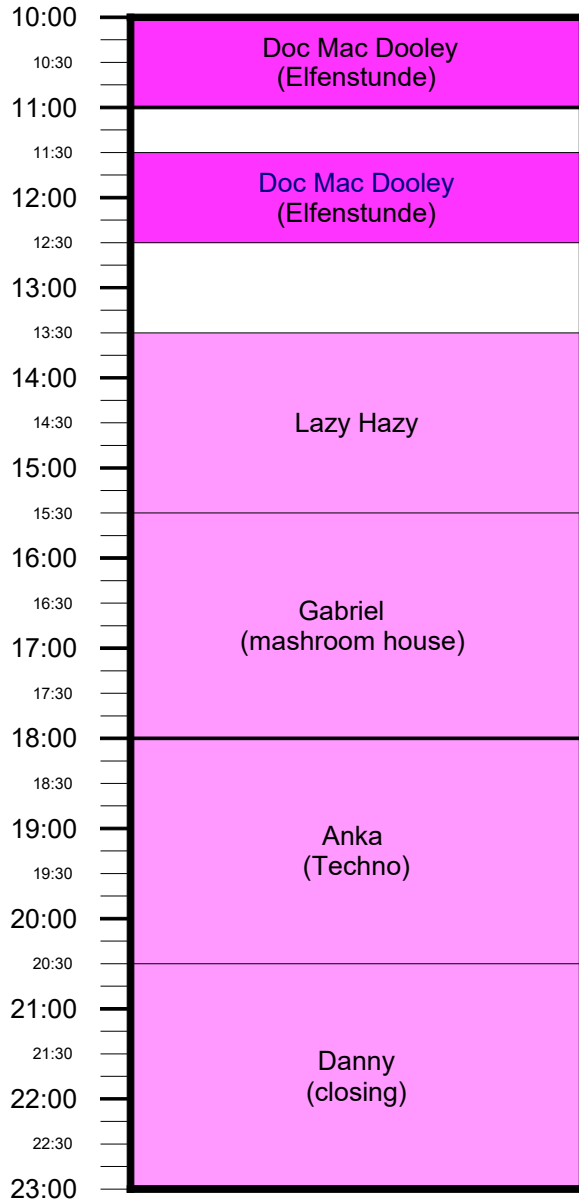 10:00
Doc Mac Dooley
10:30
(Elfenstunde)
11:00
11:30
Doc Mac Dooley
12:00
(Elfenstunde)
12:30
13:00
13:30
14:00
14:30
Lazy Hazy
15:00
15:30
16:00
16:30
Gabriel
17:00
(mashroom house)
17:30
18:00
18:30
19:00
Anka
19:30
(Techno)
20:00
20:30
21:00
21:30
Danny
22:00
(closing)
22:30
23:00